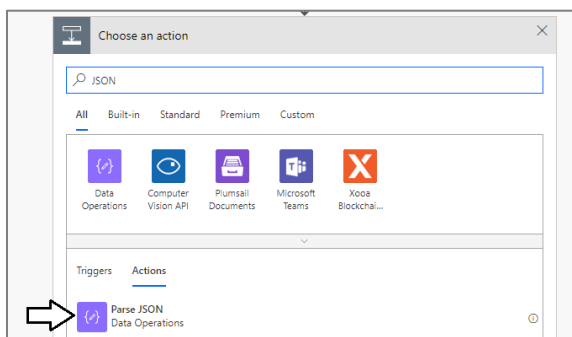 Choose an action
JSON
All Built-in Standard Premium Custom
Data Operations
Computer Vision API
Plumsail Documents
Microsoft Teams
Xooa Blockchai...
Triggers Actions
Parse JSON
Data Operations